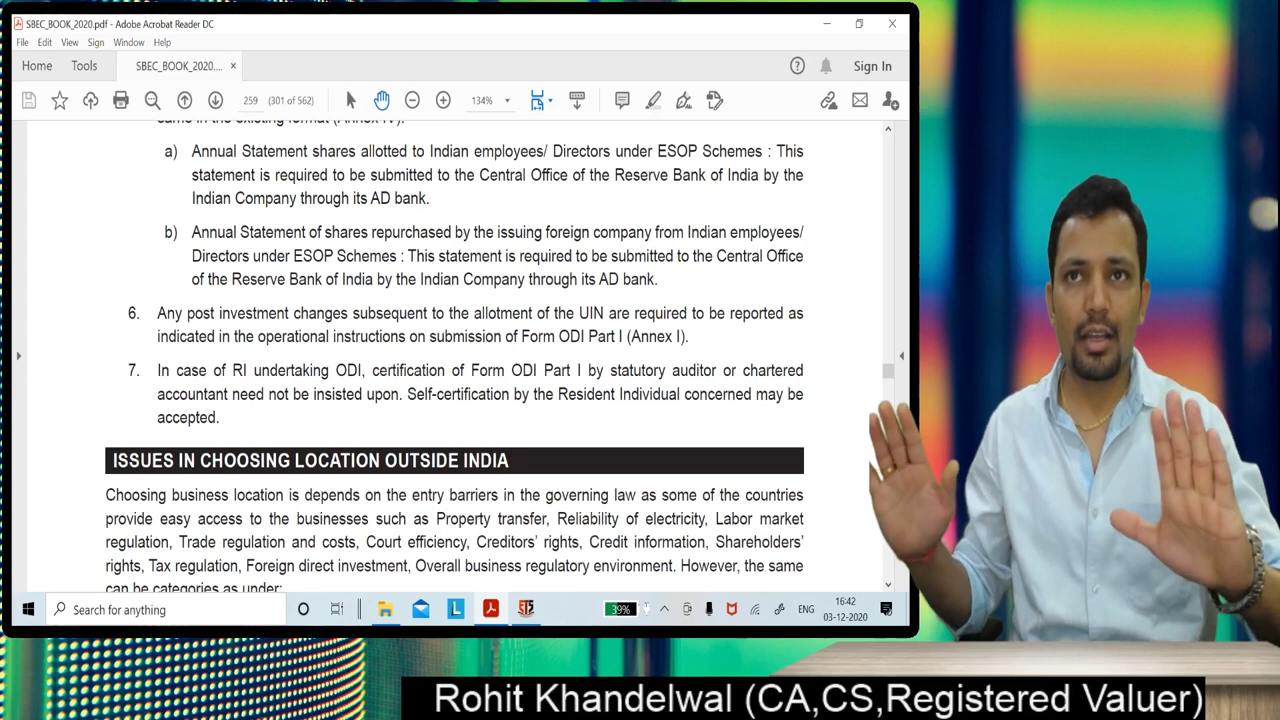 SBEC_BOOK_2020.pdf - Adobe Acrobat Reader DC
File Edit View Sign Window Help
Home Tools SBEC_BOOK_2020.... × Sign In
259 (301 of 562) 134%
same in the existing format (Annex IV).
a) Annual Statement shares allotted to Indian employees/ Directors under ESOP Schemes : This
statement is required to be submitted to the Central Office of the Reserve Bank of India by the
Indian Company through its AD bank.
b) Annual Statement of shares repurchased by the issuing foreign company from Indian employees/
Directors under ESOP Schemes : This statement is required to be submitted to the Central Office
of the Reserve Bank of India by the Indian Company through its AD bank.
6. Any post investment changes subsequent to the allotment of the UIN are required to be reported as
indicated in the operational instructions on submission of Form ODI Part I (Annex I).
7. In case of RI undertaking ODI, certification of Form ODI Part I by statutory auditor or chartered
accountant need not be insisted upon. Self-certification by the Resident Individual concerned may be
accepted.
ISSUES IN CHOOSING LOCATION OUTSIDE INDIA
Choosing business location is depends on the entry barriers in the governing law as some of the countries
provide easy access to the businesses such as Property transfer, Reliability of electricity, Labor market
regulation, Trade regulation and costs, Court efficiency, Creditors' rights, Credit information, Shareholders'
rights, Tax regulation, Foreign direct investment, Overall business regulatory environment. However, the same
can be categories as under:
Search for anything L 39% ENG 16:42
03-12-2020
Rohit Khandelwal (CA,CS,Registered Valuer)